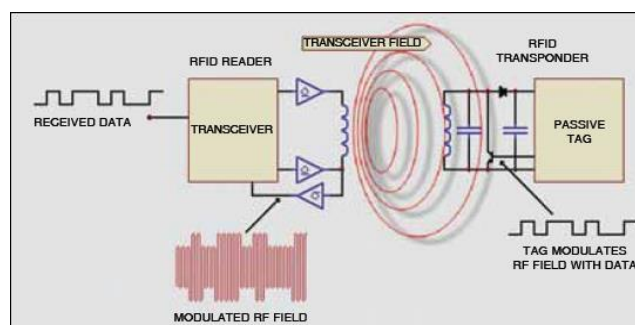 TRANSCEIVER FIELD
RFID
TRANSPONDER
RFID READER
RECEIVED DATA
TRANSCEIVER
PASSIVE
TAG
TAG MODULATES
RF FIELD WITH DATA
MODULATED RF FIELD